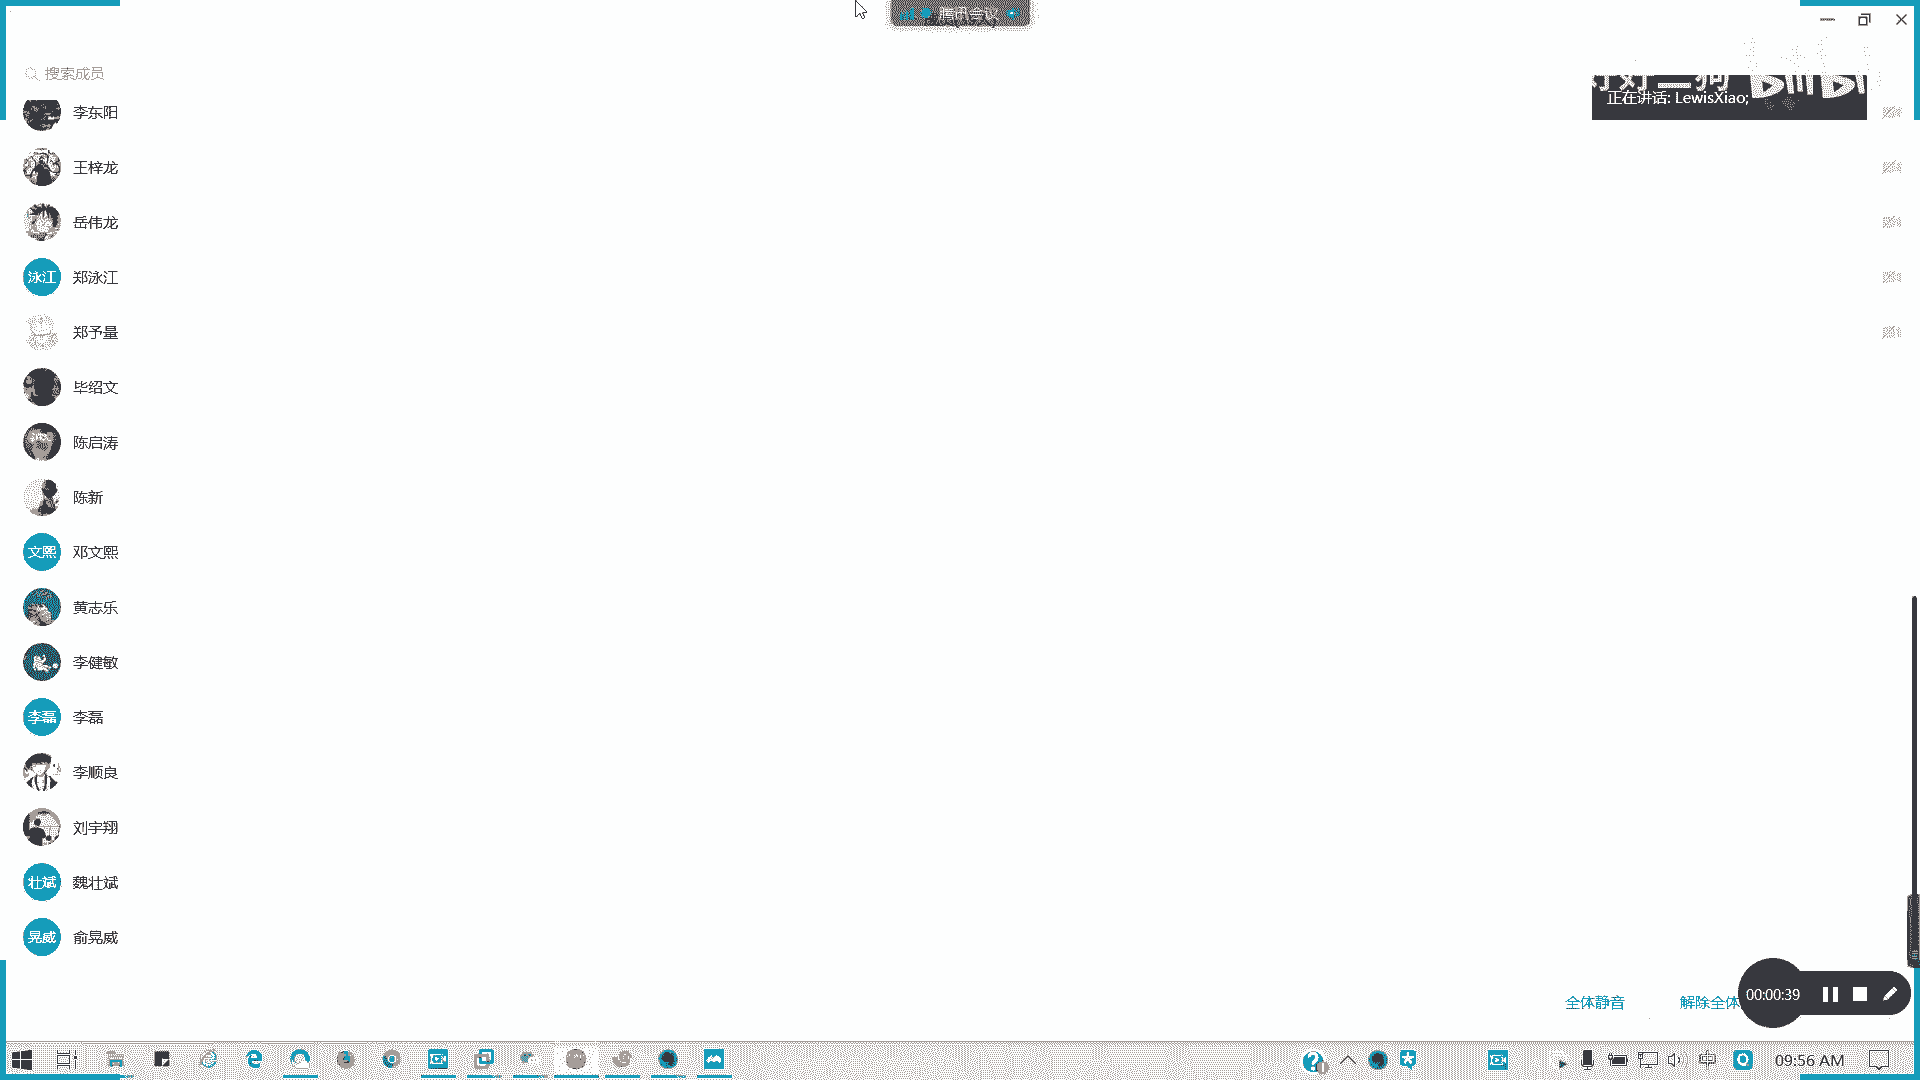 腾讯会议
搜索成员
正在讲话: LewisXiao;
李东阳
王梓龙
岳伟龙
泳江 郑泳江
郑予量
毕绍文
陈启涛
陈新
文熙 邓文熙
黄志乐
李健敏
李磊 李磊
李顺良
刘宇翔
壮斌 魏壮斌
晃威 俞晃威
全体静音 解除全体
00:00:39
中
09:56 AM